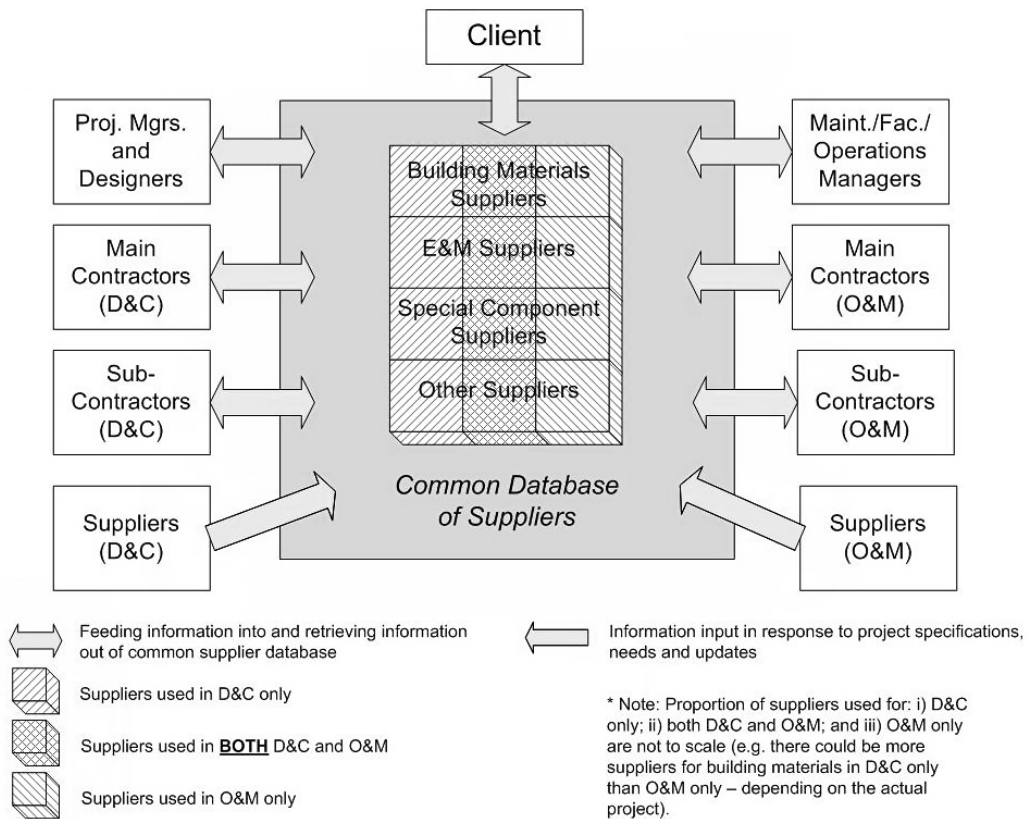 Client
Proj. Mgrs.
and
Designers
Maint./Fac./
Operations
Managers
Building Materials
Suppliers
Main
Contractors
(D&C)
E&M Suppliers
Main
Contractors
(O&M)
Special Component
Suppliers
Sub-
Contractors
(D&C)
Other Suppliers
Sub-
Contractors
(O&M)
Common Database
of Suppliers
Suppliers
(D&C)
Suppliers
(O&M)
Feeding information into and retrieving information
out of common supplier database
Information input in response to project specifications,
needs and updates
Suppliers used in D&C only
Suppliers used in BOTH D&C and O&M
Suppliers used in O&M only
* Note: Proportion of suppliers used for: i) D&C
only; ii) both D&C and O&M; and iii) O&M only
are not to scale (e.g. there could be more
suppliers for building materials in D&C only
than O&M only – depending on the actual
project).